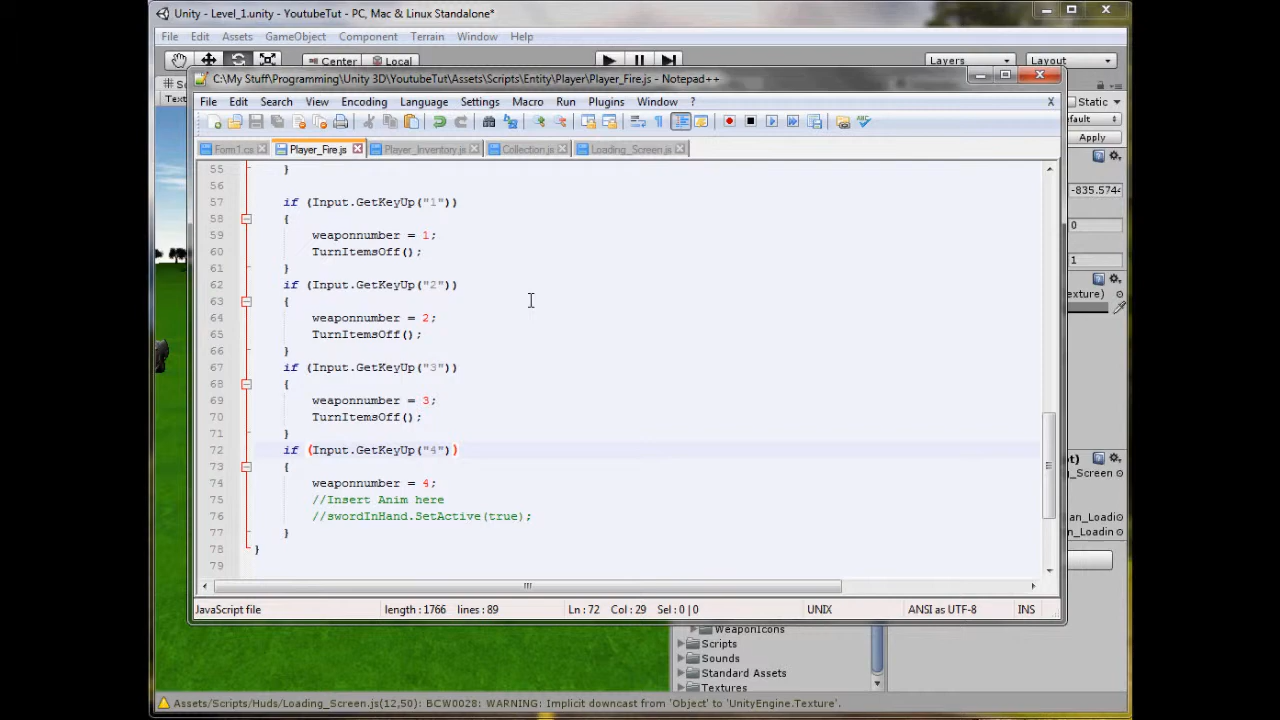 Unity - Level_1.unity - YoutubeTut - PC, Mac & Linux Standalone*
File Edit Assets GameObject Component Terrain Window Help
Center Local Layers Layout
C:\My Stuff\Programming\Unity 3D\YoutubeTut\Assets\Scripts\Entity\Player\Player_Fire.js - Notepad++
Static
File Edit Search View Encoding Language Settings Macro Run Plugins Window ? X
Apply
Form1.cs Player_Fire.js Player_Inventory.js Collection.js Loading_Screen.js
55 }
56
57 if (Input.GetKeyUp("1"))
58 {
59 weaponnumber = 1;
60 TurnItemsOff();
61 }
62 if (Input.GetKeyUp("2"))
63 {
64 weaponnumber = 2;
65 TurnItemsOff();
66 }
67 if (Input.GetKeyUp("3"))
68 {
69 weaponnumber = 3;
70 TurnItemsOff();
71 }
72 if (Input.GetKeyUp("4"))
73 {
74 weaponnumber = 4;
75 //Insert Anim here
76 //swordInHand.SetActive(true);
77 }
78 }
79
-835.574
0
1
exture)
JavaScript file length : 1766 lines : 89 Ln : 72 Col : 29 Sel : 0 | 0 UNIX ANSI as UTF-8 INS
WeaponIcons
Scripts
Sounds
Standard Assets
Textures
Assets/Scripts/Huds/Loading_Screen.js(12,50): BCW0028: WARNING: Implicit downcast from 'Object' to 'UnityEngine.Texture'.